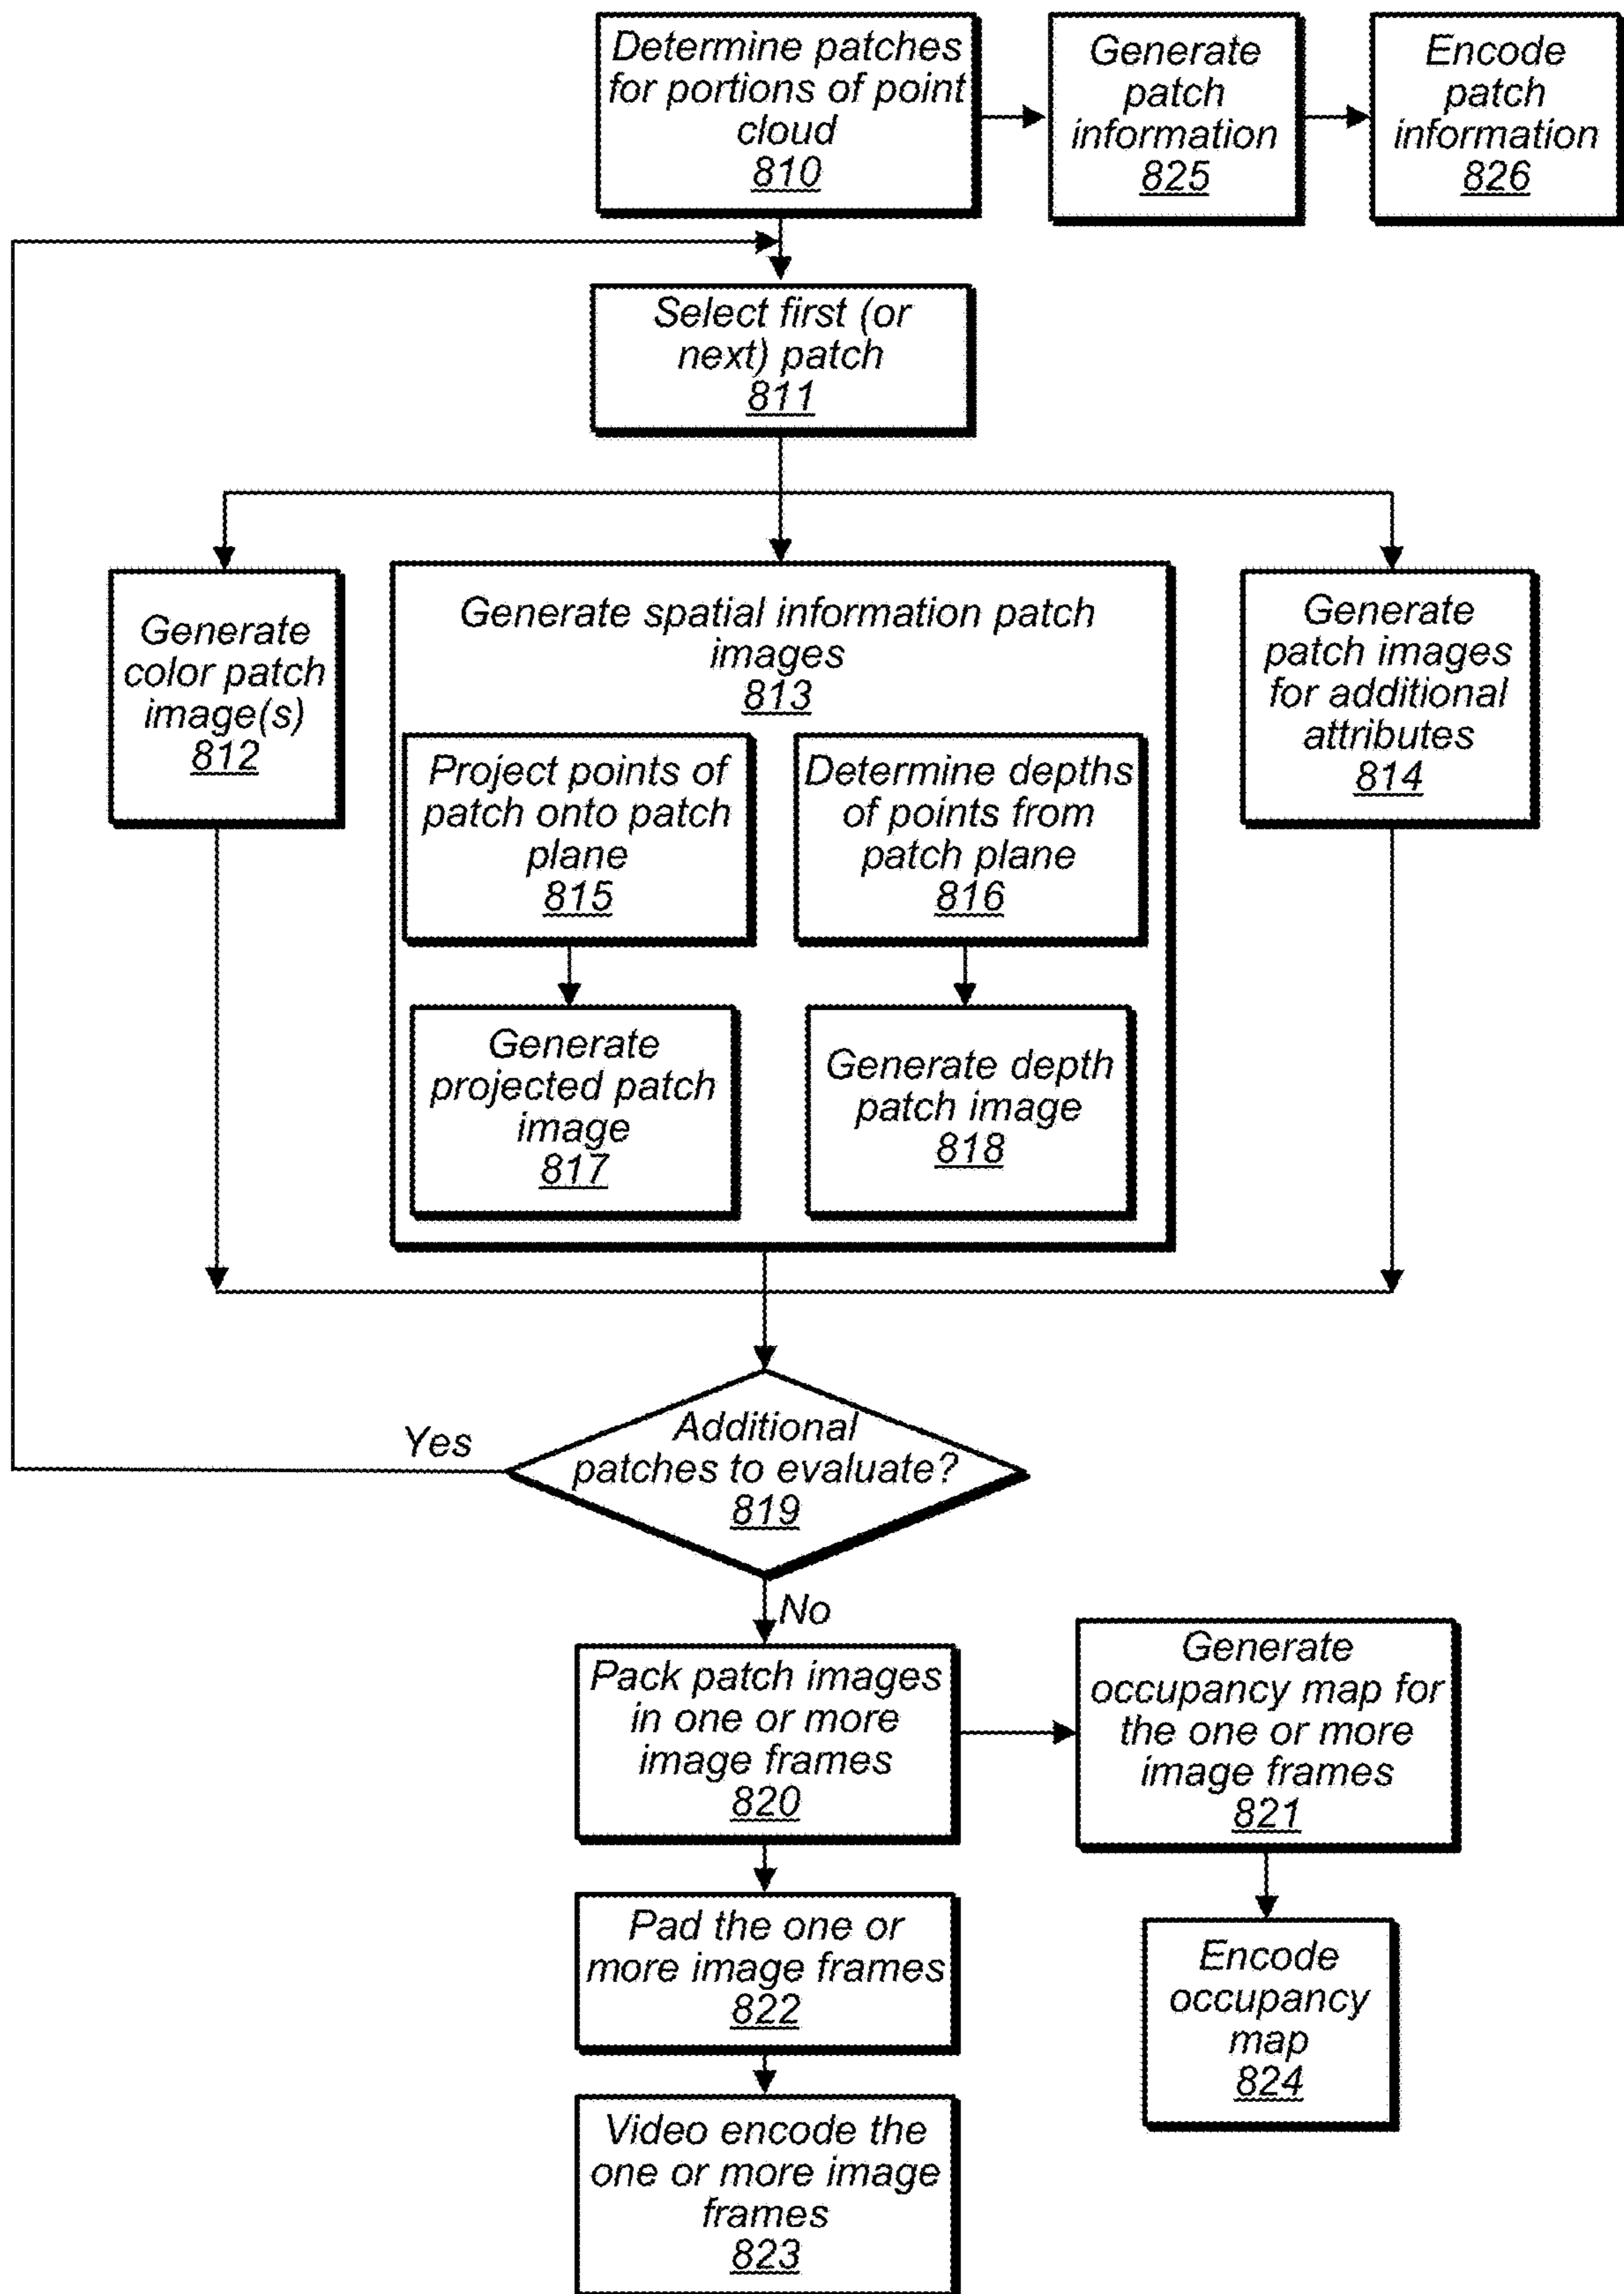 Determine patches
for portions of point
cloud
810
Generate
patch
information
825
Encode
patch
information
826
Select first (or
next) patch
811
Generate
color patch
image(s)
812
Generate spatial information patch
images
813
Project points of
patch onto patch
plane
815
Determine depths
of points from
patch plane
816
Generate
projected patch
image
817
Generate depth
patch image
818
Generate
patch images
for additional
attributes
814
Additional
patches to evaluate?
819
Yes
No
Pack patch images
in one or more
image frames
820
Generate
occupancy map for
the one or more
image frames
821
Pad the one or
more image frames
822
Encode
occupancy
map
824
Video encode the
one or more image
frames
823